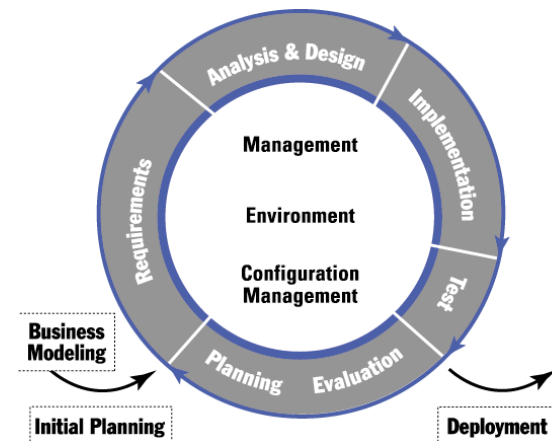 Analysis & Design
Implementation
Requirements
Management
Environment
Configuration
Management
Test
Planning Evaluation
Business
Modeling
Initial Planning
Deployment